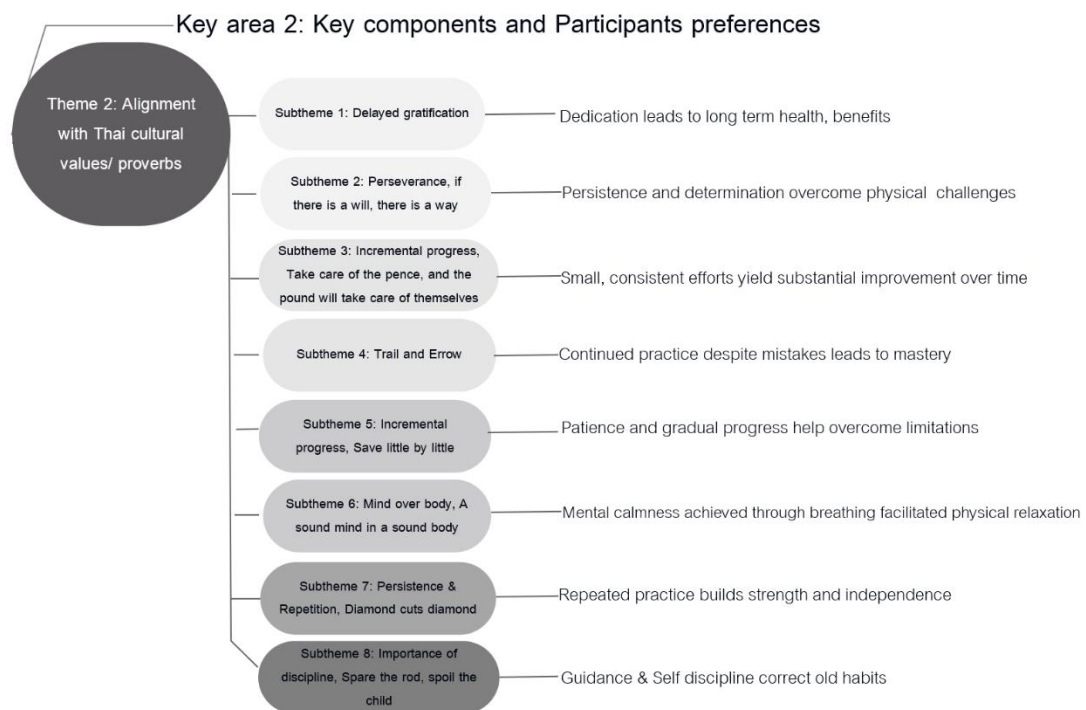 Key area 2: Key components and Participants preferences
Theme 2: Alignment
with Thai cultural
values/ proverbs
Subtheme 1: Delayed gratification
Dedication leads to long term health, benefits
Subtheme 2: Perseverance, if
there is a will, there is a way
Persistence and determination overcome physical challenges
Subtheme 3: Incremental progress,
Take care of the pence, and the
pound will take care of themselves
Small, consistent efforts yield substantial improvement over time
Subtheme 4: Trail and Errow
Continued practice despite mistakes leads to mastery
Subtheme 5: Incremental
progress, Save little by little
Patience and gradual progress help overcome limitations
Subtheme 6: Mind over body, A
sound mind in a sound body
Mental calmness achieved through breathing facilitated physical relaxation
Subtheme 7: Persistence &
Repetition, Diamond cuts diamond
Repeated practice builds strength and independence
Subtheme 8: Importance of
discipline, Spare the rod, spoil the
child
Guidance & Self discipline correct old habits